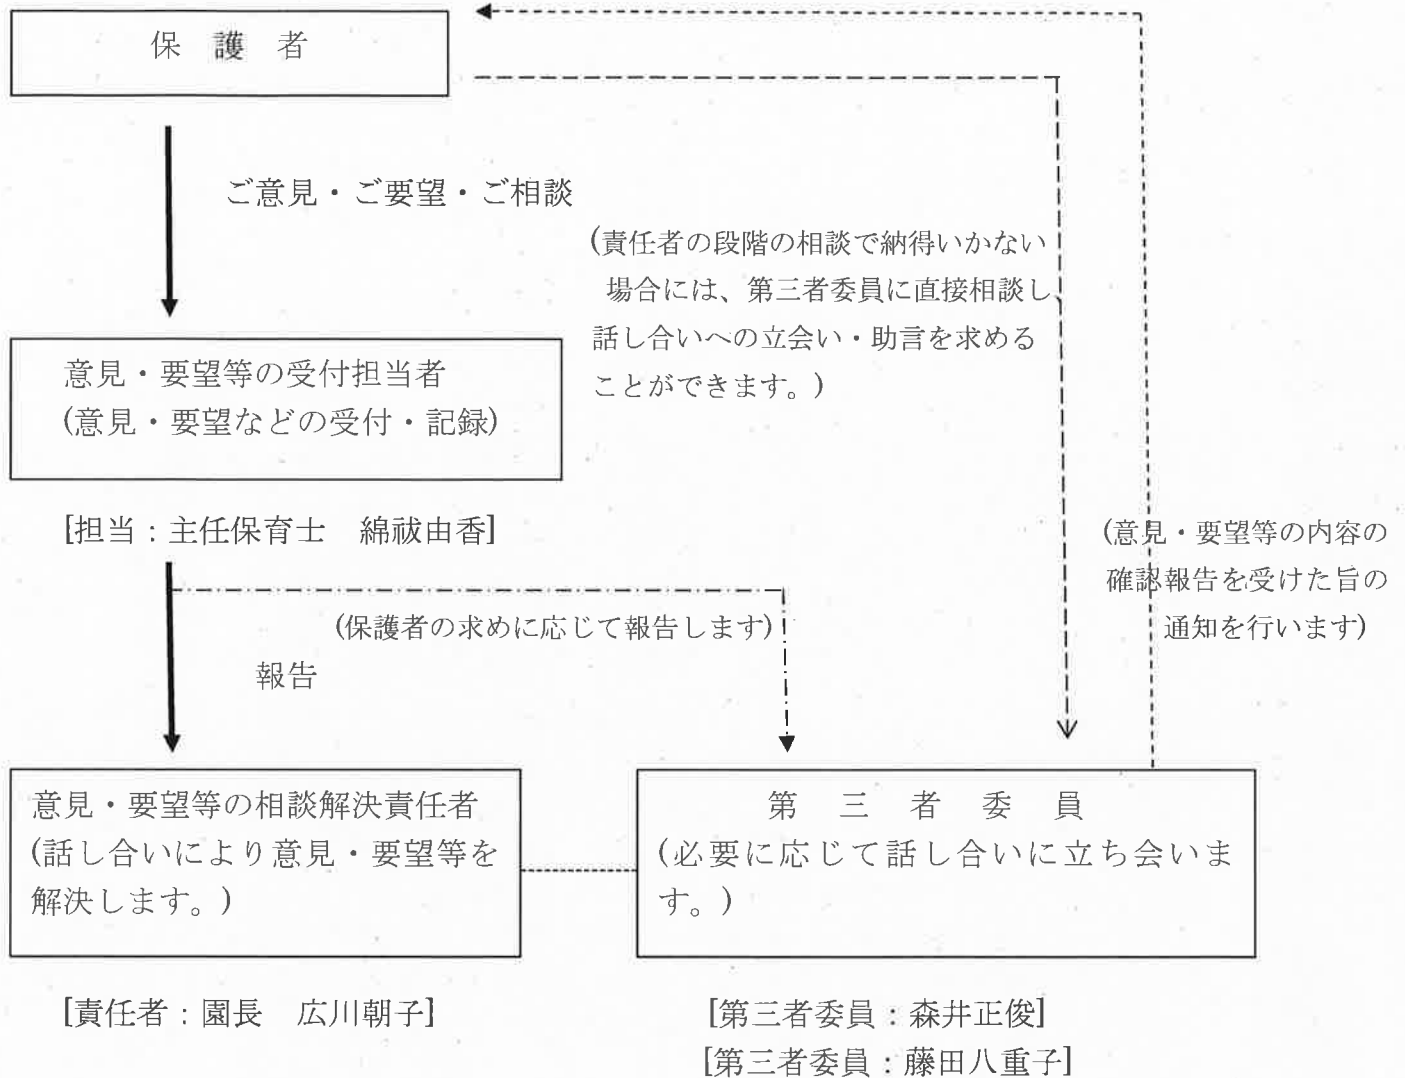 保 護 者
ご意見・ご要望・ご相談
(責任者の段階の相談で納得いかない
場合には、第三者委員に直接相談し、
話し合いへの立会い・助言を求める
ことができます。)
意見・要望等の受付担当者
(意見・要望などの受付・記録)
[担当：主任保育士　綿祓由香]
(意見・要望等の内容の
確認報告を受けた旨の
通知を行います)
(保護者の求めに応じて報告します)
報告
意見・要望等の相談解決責任者
(話し合いにより意見・要望等を
解決します。)
第 三 者 委 員
(必要に応じて話し合いに立ち会いま
す。)
[責任者：園長　広川朝子]
[第三者委員：森井正俊]
[第三者委員：藤田八重子]